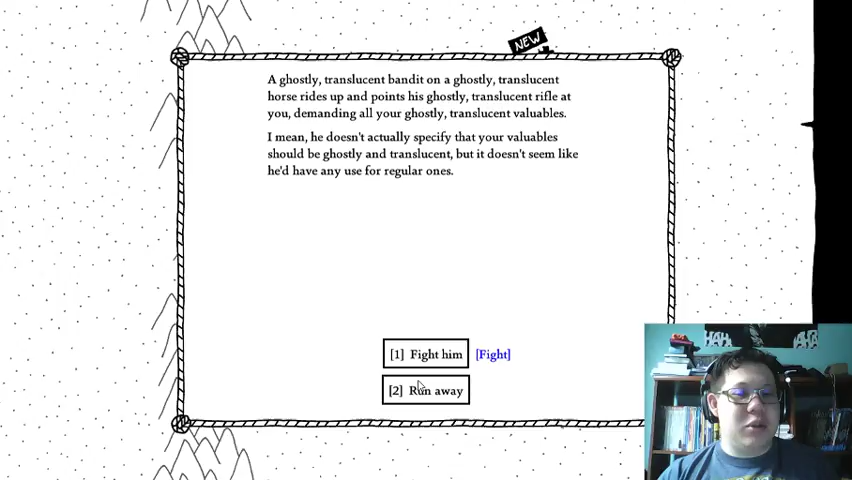 NEW
A ghostly, translucent bandit on a ghostly, translucent
horse rides up and points his ghostly, translucent rifle at
you, demanding all your ghostly, translucent valuables.
I mean, he doesn't actually specify that your valuables
should be ghostly and translucent, but it doesn't seem like
he'd have any use for regular ones.
[1] Fight him [Fight]
[2] Run away
HAHA
HA